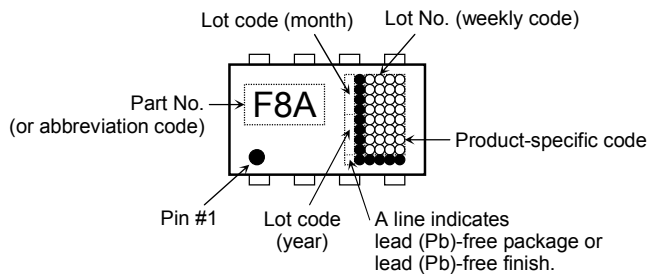 Lot code (month)
Lot No. (weekly code)
Part No.
(or abbreviation code)
F8A
Product-specific code
Pin #1
Lot code
(year)
A line indicates
lead (Pb)-free package or
lead (Pb)-free finish.